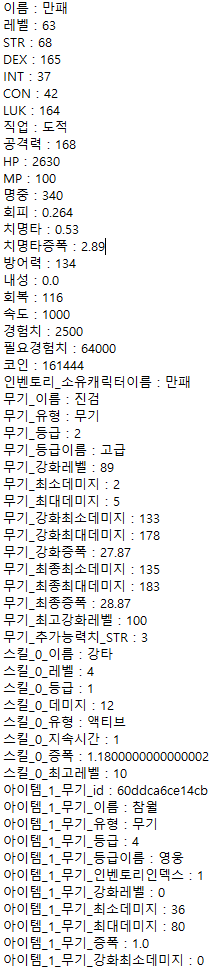 이름 : 만패
레벨 : 63
STR : 68
DEX : 165
INT : 37
CON : 42
LUK : 164
직업 : 도적
공격력 : 168
HP : 2630
MP : 100
명중 : 340
회피 : 0.264
치명타 : 0.53
치명타증폭 : 2.89
방어력 : 134
내성 : 0.0
회복 : 116
속도 : 1000
경험치 : 2500
필요경험치 : 64000
코인 : 161444
인벤토리_소유캐릭터이름 : 만패
무기_이름 : 진검
무기_유형 : 무기
무기_등급 : 2
무기_등급이름 : 고급
무기_강화레벨 : 89
무기_최소데미지 : 2
무기_최대데미지 : 5
무기_강화최소데미지 : 133
무기_강화최대데미지 : 178
무기_강화증폭 : 27.87
무기_최종최소데미지 : 135
무기_최종최대데미지 : 183
무기_최종증폭 : 28.87
무기_최고강화레벨 : 100
무기_추가능력치_STR : 3
스킬_0_이름 : 강타
스킬_0_레벨 : 4
스킬_0_등급 : 1
스킬_0_데미지 : 12
스킬_0_유형 : 액티브
스킬_0_지속시간 : 1
스킬_0_증폭 : 1.1800000000000002
스킬_0_최고레벨 : 10
아이템_1_무기_id : 60ddca6ce14cb
아이템_1_무기_이름 : 참월
아이템_1_무기_유형 : 무기
아이템_1_무기_등급 : 4
아이템_1_무기_등급이름 : 영웅
아이템_1_무기_인벤토리인덱스 : 1
아이템_1_무기_강화레벨 : 0
아이템_1_무기_최소데미지 : 36
아이템_1_무기_최대데미지 : 80
아이템_1_무기_증폭 : 1.0
아이템_1_무기_강화최소데미지 : 0